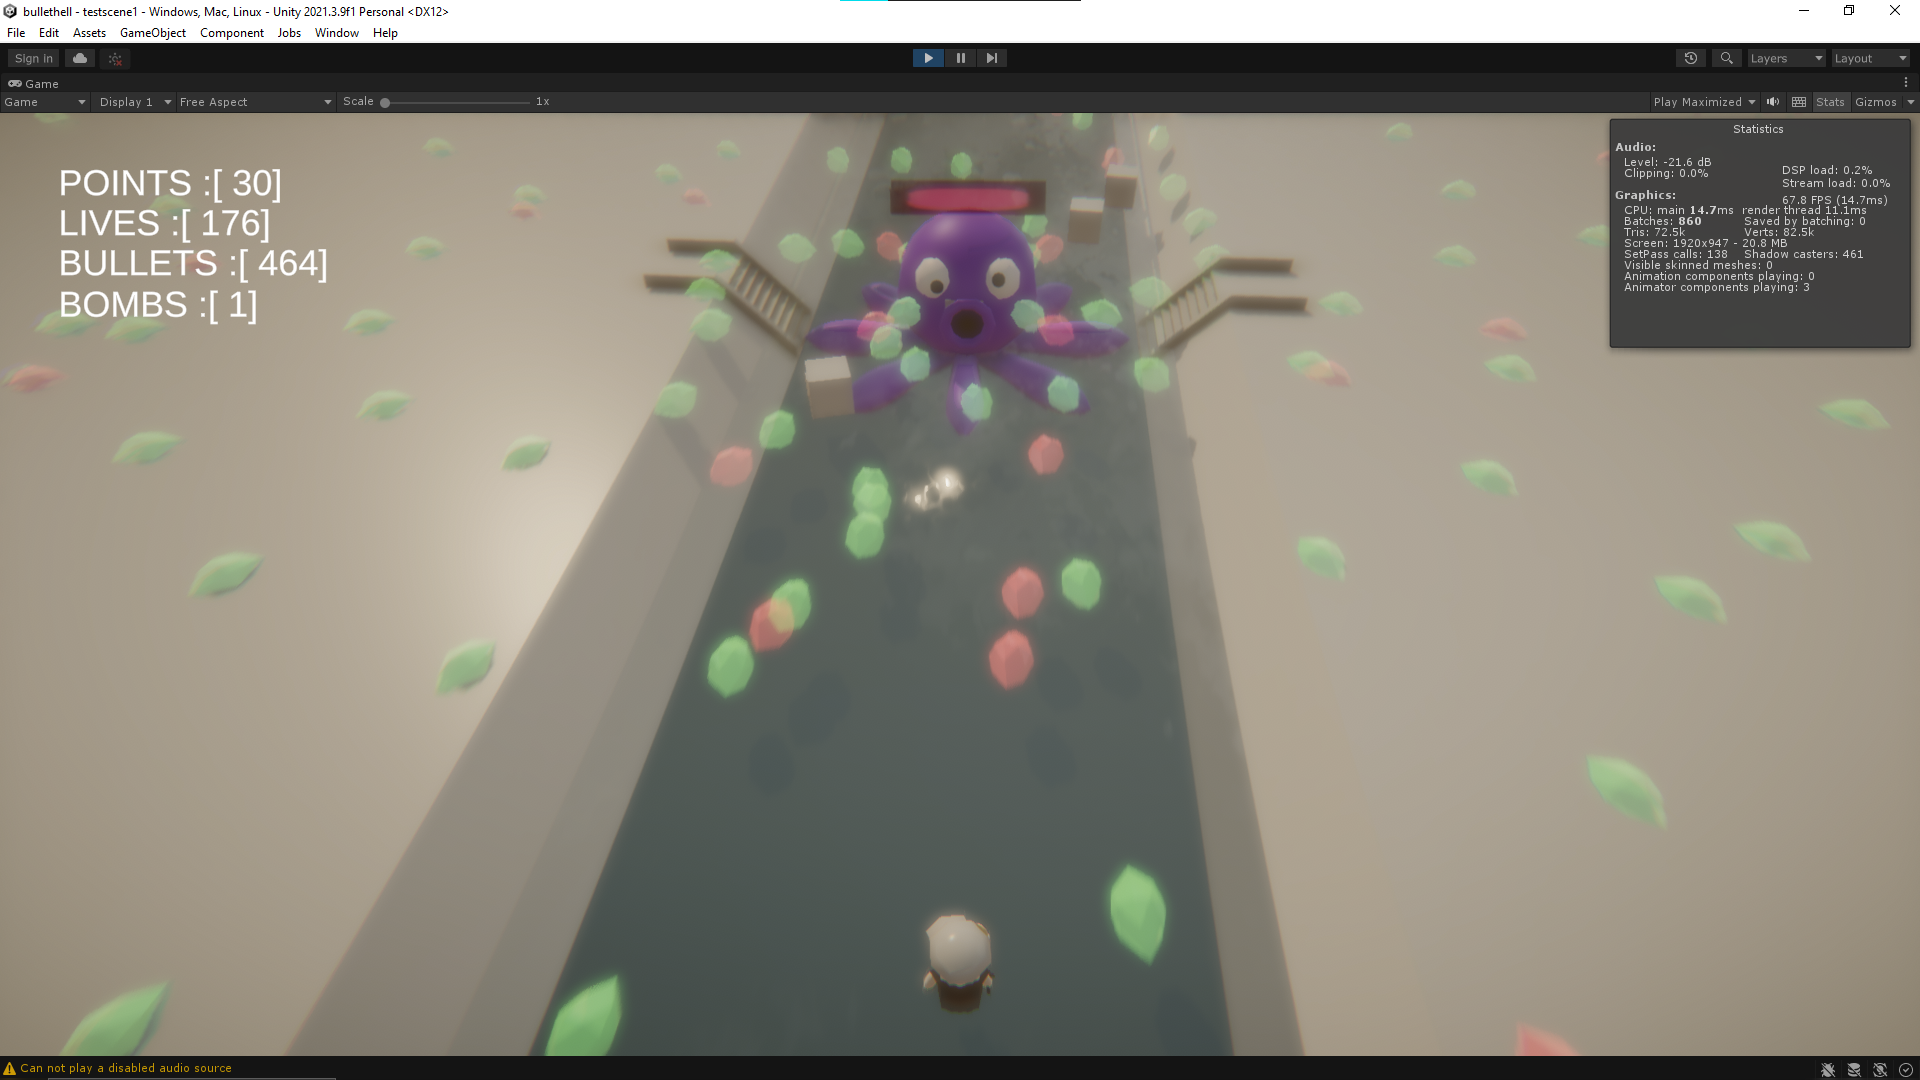 bullethell - testscene1 - Windows, Mac, Linux - Unity 2021.3.9f1 Personal <DX12>
File Edit Assets GameObject Component Jobs Window Help
Sign in
Layers
Layout
Game
Game
Display 1
Free Aspect
Scale
1x
Play Maximized
Stats
Gizmos
POINTS :[ 30]
LIVES :[ 176]
BULLETS :[ 464]
BOMBS :[ 1]
Statistics
Audio:
Level: -21.6 dB
DSP load: 0.2%
Clipping: 0.0%
Stream load: 0.0%
Graphics:
67.8 FPS (14.7ms)
CPU: main 14.7ms render thread 11.1ms
Batches: 860 Saved by batching: 0
Tris: 72.5k Verts: 82.5k
Screen: 1920x947 - 20.8 MB
SetPass calls: 138 Shadow casters: 461
Visible skinned meshes: 0
Animation components playing: 0
Animator components playing: 3
Can not play a disabled audio source